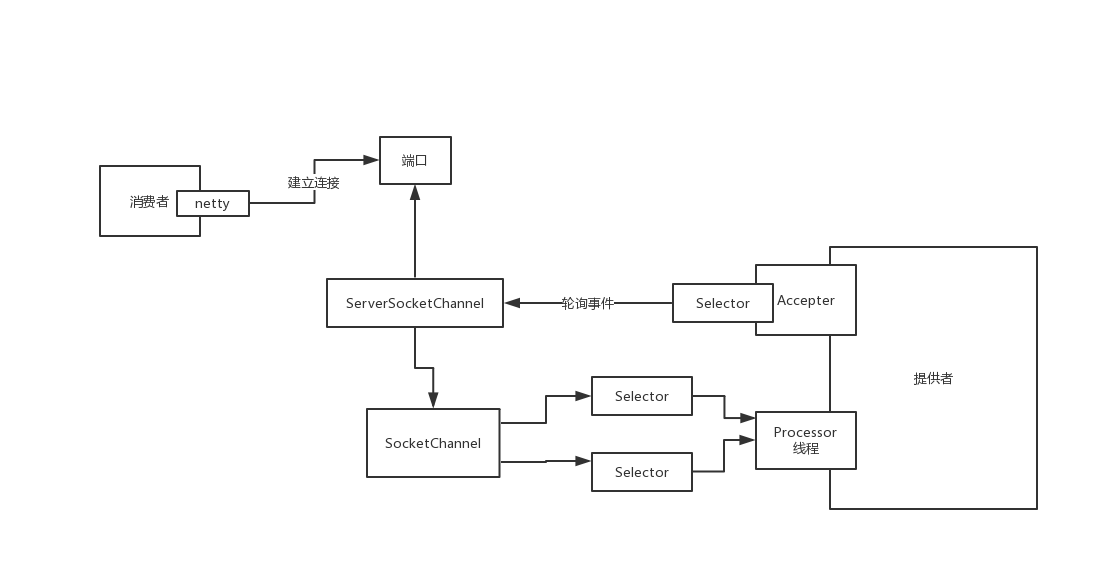 端口
建立连接
消费者
netty
ServerSocketChannel
轮询事件
Selector
Accepter
提供者
Selector
SocketChannel
Processor
线程
Selector